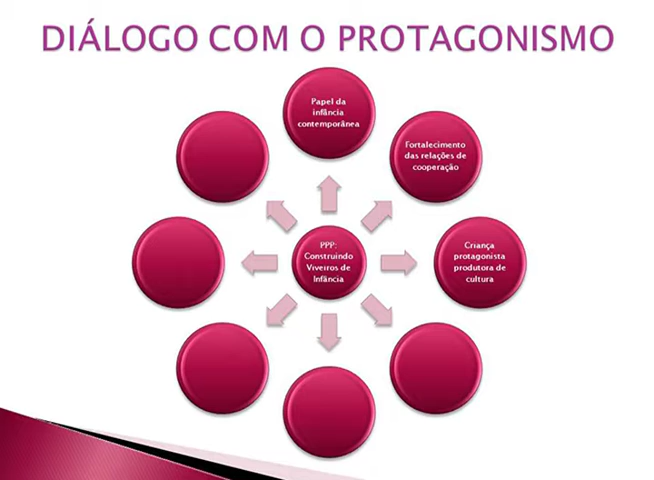 DIÁLOGO COM O PROTAGONISMO
Papel da
infância
contemporânea
Fortalecimento
das relações de
cooperação
PPP:
Construindo
Viveiros de
Infância
Criança
protagonista
produtora de
cultura